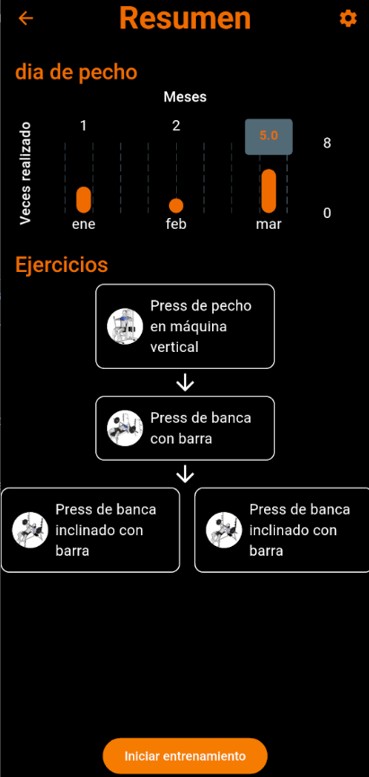 Resumen
dia de pecho
Meses
1
2
5.0
8
Veces realizado
0
ene
feb
mar
Ejercicios
Press de pecho
en máquina
vertical
Press de banca
con barra
Press de banca
inclinado con
barra
Press de banca
inclinado con
barra
Iniciar entrenamiento